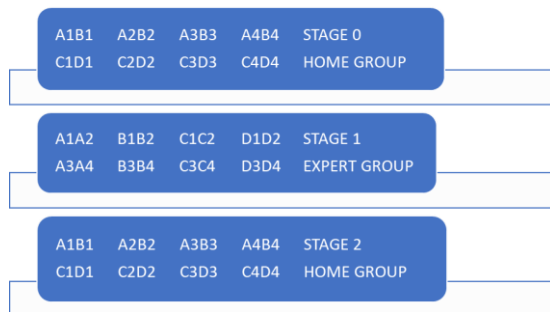 A1B1 A2B2 A3B3 A4B4 STAGE 0
C1D1 C2D2 C3D3 C4D4 HOME GROUP
A1A2 B1B2 C1C2 D1D2 STAGE 1
A3A4 B3B4 C3C4 D3D4 EXPERT GROUP
A1B1 A2B2 A3B3 A4B4 STAGE 2
C1D1 C2D2 C3D3 C4D4 HOME GROUP